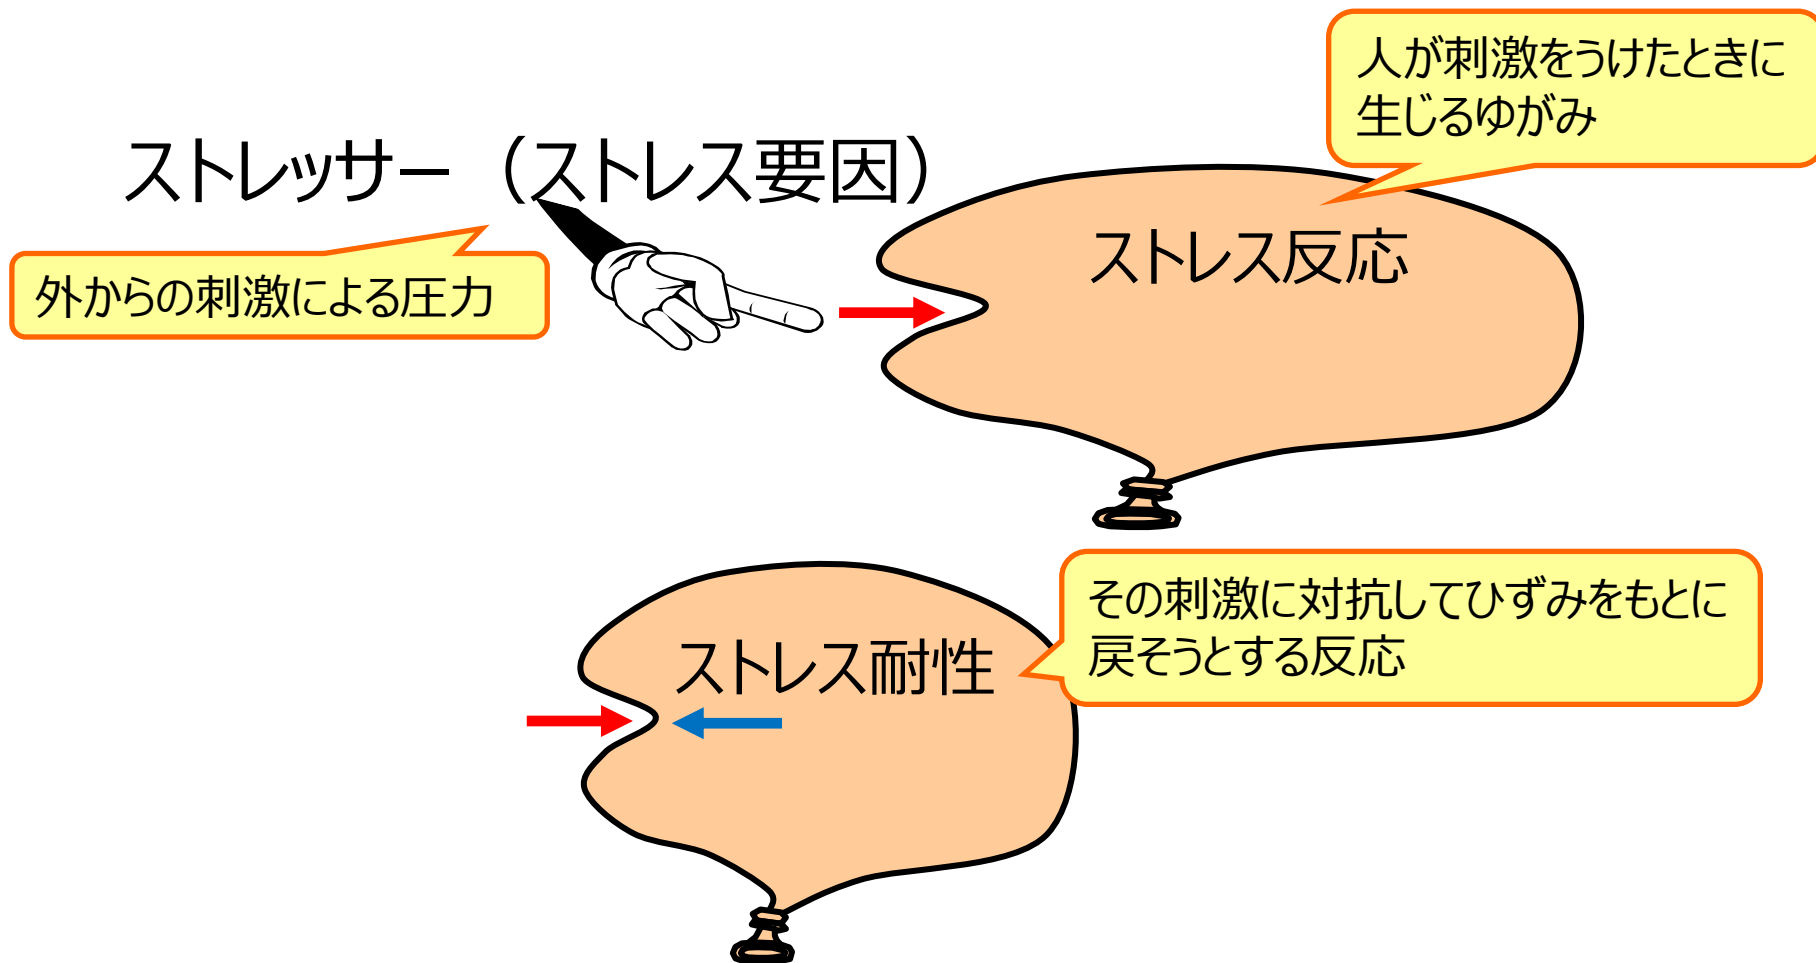 人が刺激をうけたときに
生じるゆがみ
ストレッサー（ストレス要因）
外からの刺激による圧力
ストレス反応
その刺激に対抗してひずみをもとに
戻そうとする反応
ストレス耐性